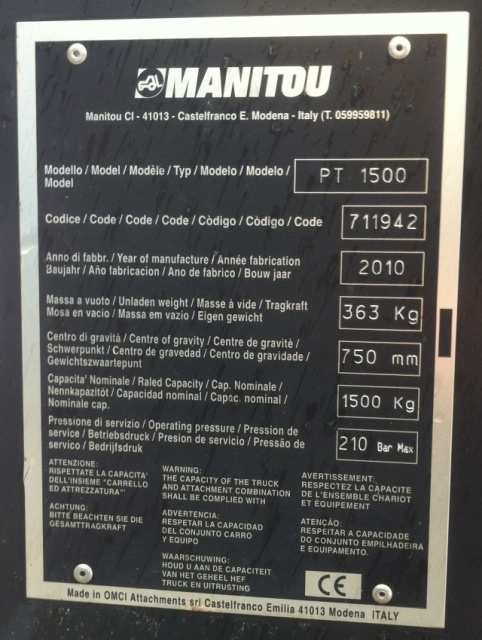 MANITOU
Manitou CI - 41013 - Castelfranco E. Modena - Italy (T. 059959811)
Modello / Model / Modèle / Typ / Modelo / Modelo /
Model
PT 1500
Codice / Code / Code / Code / Còdigo / Còdigo / Code
711942
Anno di fabbr. / Year of manufacture / Année fabrication
Baujahr / Año fabricacion / Ano de fabrico / Bouw jaar
2010
Massa a vuoto / Unladen weight / Masse à vide / Tragkraft
Mosa en vacio / Massa em vazio / Eigen gewicht
363 Kg
Centro di gravità / Centre of gravity / Centre de gravité /
Schwerpunkt / Centro de gravedad / Centro de gravidade /
Gewichtszwaartepunt
750 mm
Capacita' Nominale / Raled Capacity / Cap. Nominale /
Nennkapazitöt / Capacidad nominal / Capac. nominal /
Nominale cap.
1500 Kg
Pressione di servizio / Operating pressure / Pression de
service / Betriebsdruck / Presion de servicio / Pressão de
servico / Bedrijfsdruk
210 Bar Max
ATTENZIONE:
RISPETTATE LA CAPACITA'
DELL'INSIEME "CARRELLO
ED ATTREZZATURA"
ACHTUNG:
BITTE BEACHTEN SIE DIE
GESAMTTRAGKRAFT
WARNING:
THE CAPACITY OF THE TRUCK
AND ATTACHMENT COMBINATION
SHALL BE COMPLIED WITH
ADVERTENCIA:
RESPETAR LA CAPACIDAD
DEL CONJUNTO CARRO
Y EQUIPO
WAARSCHUWING:
HOUD U AAN DE CAPACITEIT
VAN HET GEHEEL HEF
TRUCK EN UITRUSTING
AVERTISSEMENT:
RESPECTEZ LA CAPACITE
DE L'ENSEMBLE CHARIOT
ET ÉQUIPEMENT
ATENÇÃO:
RESPEITAR A CAPACIDADE
DO CONJUNTO EMPILHADEIRA
E EQUIPAMENTO.
CE
Made in OMCI Attachments srl Castelfranco Emilia 41013 Modena ITALY